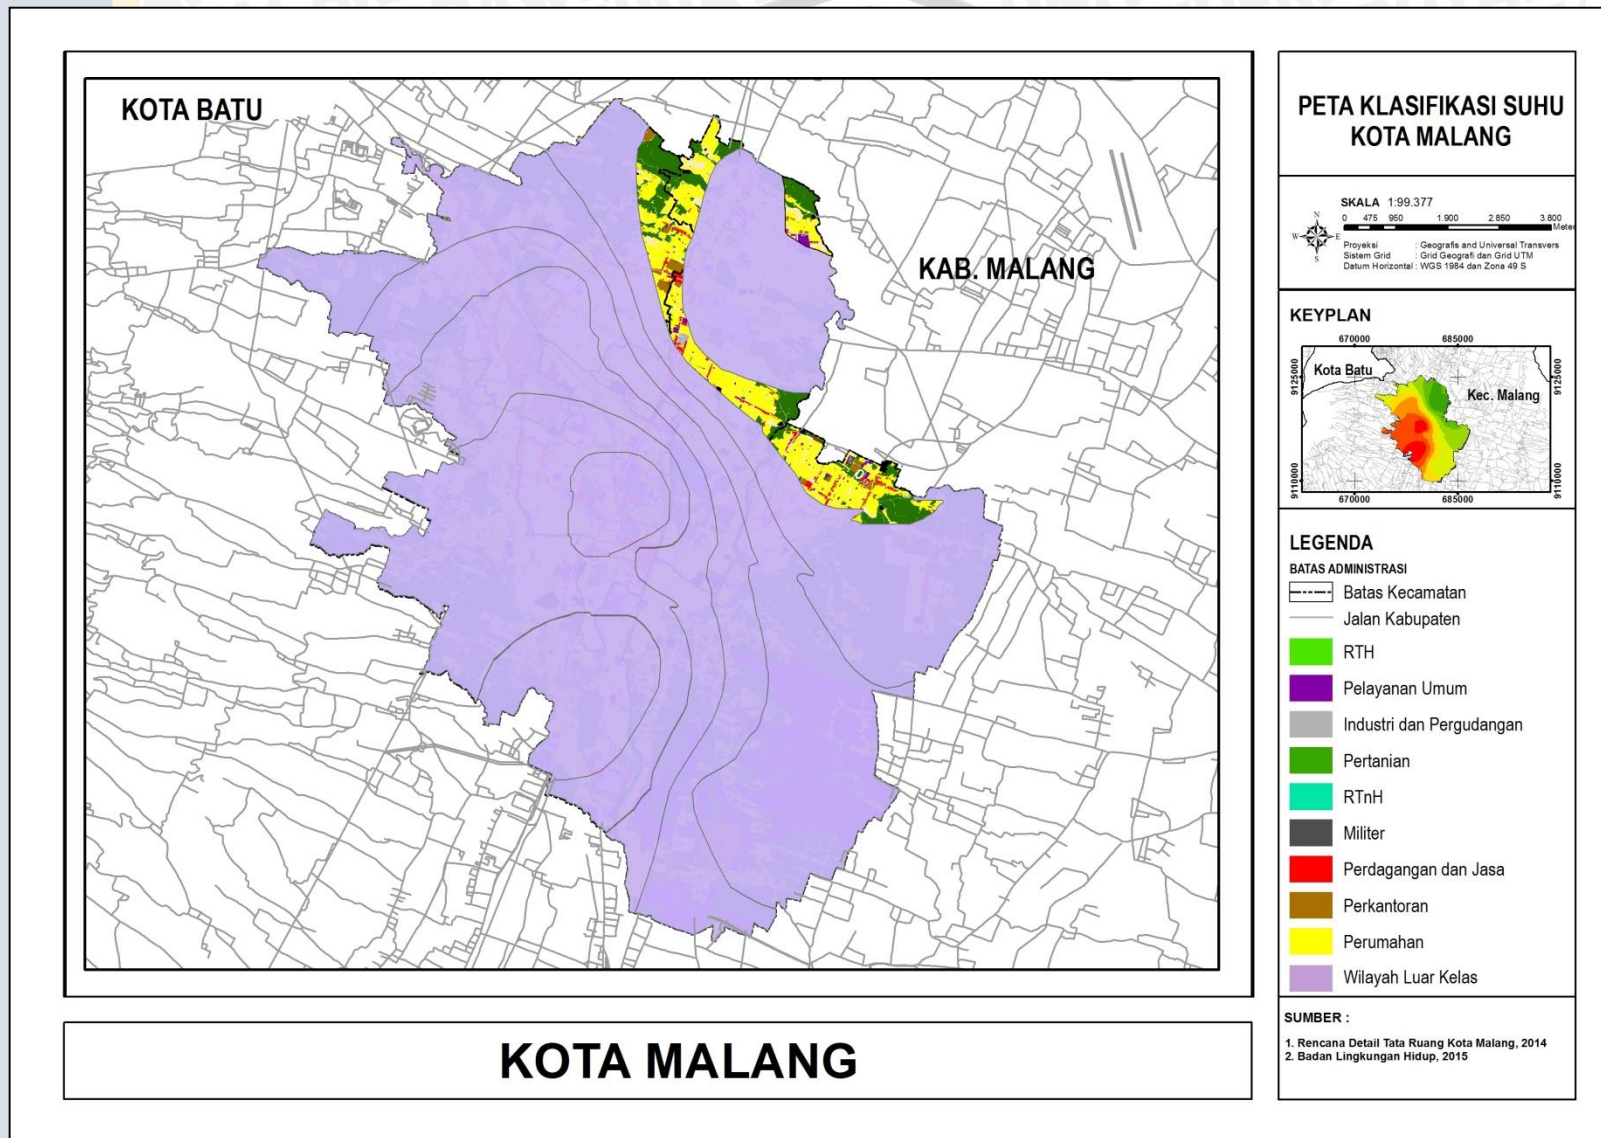 KOTA BATU
KAB. MALANG
KOTA MALANG
PETA KLASIFIKASI SUHU
KOTA MALANG
SKALA 1:99.377
0 475 950 1.900 2.850 3.800
Meter
N
W E
S
Proyeksi : Geografis and Universal Transvers
Sistem Grid : Grid Geografi dan Grid UTM
Datum Horizontal : WGS 1984 dan Zona 49 S
KEYPLAN
670000 685000
9125000 9125000
Kota Batu
Kec. Malang
9110000 9110000
670000 685000
LEGENDA
BATAS ADMINISTRASI
Batas Kecamatan
Jalan Kabupaten
RTH
Pelayanan Umum
Industri dan Pergudangan
Pertanian
RTnH
Militer
Perdagangan dan Jasa
Perkantoran
Perumahan
Wilayah Luar Kelas
SUMBER :
1. Rencana Detail Tata Ruang Kota Malang, 2014
2. Badan Lingkungan Hidup, 2015